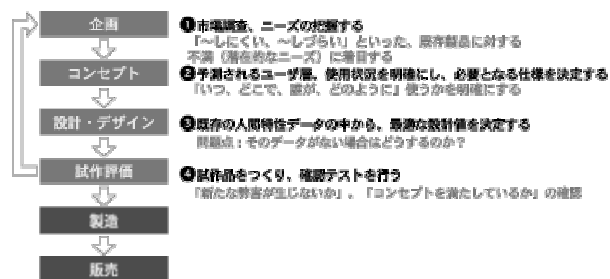 企画
❶市場調査、ニーズの把握する
「～しにくい、～しづらい」といった、既存製品に対する
不満（潜在的なニーズ）に着目する
コンセプト
❷予測されるユーザ層、使用状況を明確にし、必要となる仕様を決定する
「いつ、どこで、誰が、どのように」使うかを明確にする
設計・デザイン
❸既存の人間特性データの中から、最適な設計値を決定する
問題点：そのデータがない場合はどうするのか？
試作評価
❹試作品をつくり、確認テストを行う
「新たな弊害が生じないか」、「コンセプトを満たしているか」の確認
製造
販売